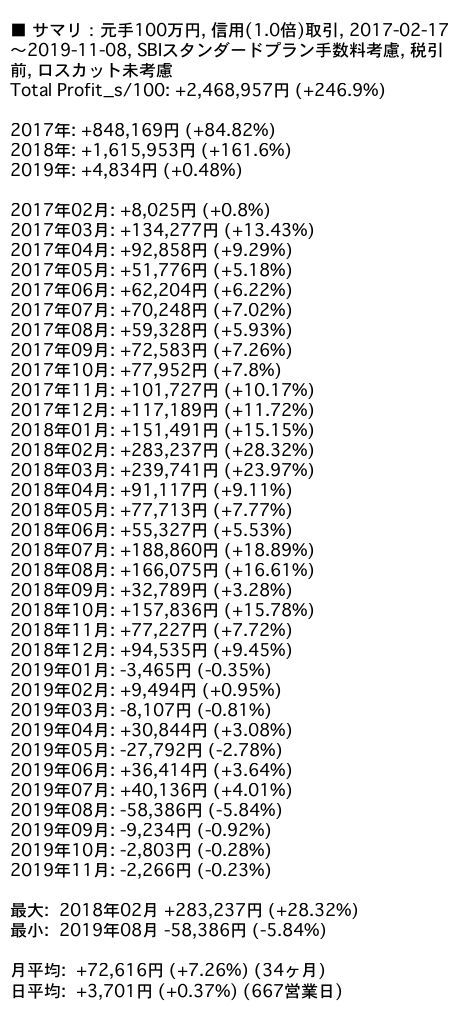 ■ サマリ : 元手100万円, 信用(1.0倍)取引, 2017-02-17
～2019-11-08, SBIスタンダードプラン手数料考慮, 税引
前, ロスカット未考慮
Total Profit_s/100: +2,468,957円 (+246.9%)
2017年: +848,169円 (+84.82%)
2018年: +1,615,953円 (+161.6%)
2019年: +4,834円 (+0.48%)
2017年02月: +8,025円 (+0.8%)
2017年03月: +134,277円 (+13.43%)
2017年04月: +92,858円 (+9.29%)
2017年05月: +51,776円 (+5.18%)
2017年06月: +62,204円 (+6.22%)
2017年07月: +70,248円 (+7.02%)
2017年08月: +59,328円 (+5.93%)
2017年09月: +72,583円 (+7.26%)
2017年10月: +77,952円 (+7.8%)
2017年11月: +101,727円 (+10.17%)
2017年12月: +117,189円 (+11.72%)
2018年01月: +151,491円 (+15.15%)
2018年02月: +283,237円 (+28.32%)
2018年03月: +239,741円 (+23.97%)
2018年04月: +91,117円 (+9.11%)
2018年05月: +77,713円 (+7.77%)
2018年06月: +55,327円 (+5.53%)
2018年07月: +188,860円 (+18.89%)
2018年08月: +166,075円 (+16.61%)
2018年09月: +32,789円 (+3.28%)
2018年10月: +157,836円 (+15.78%)
2018年11月: +77,227円 (+7.72%)
2018年12月: +94,535円 (+9.45%)
2019年01月: -3,465円 (-0.35%)
2019年02月: +9,494円 (+0.95%)
2019年03月: -8,107円 (-0.81%)
2019年04月: +30,844円 (+3.08%)
2019年05月: -27,792円 (-2.78%)
2019年06月: +36,414円 (+3.64%)
2019年07月: +40,136円 (+4.01%)
2019年08月: -58,386円 (-5.84%)
2019年09月: -9,234円 (-0.92%)
2019年10月: -2,803円 (-0.28%)
2019年11月: -2,266円 (-0.23%)
最大: 2018年02月 +283,237円 (+28.32%)
最小: 2019年08月 -58,386円 (-5.84%)
月平均: +72,616円 (+7.26%) (34ヶ月)
日平均: +3,701円 (+0.37%) (667営業日)